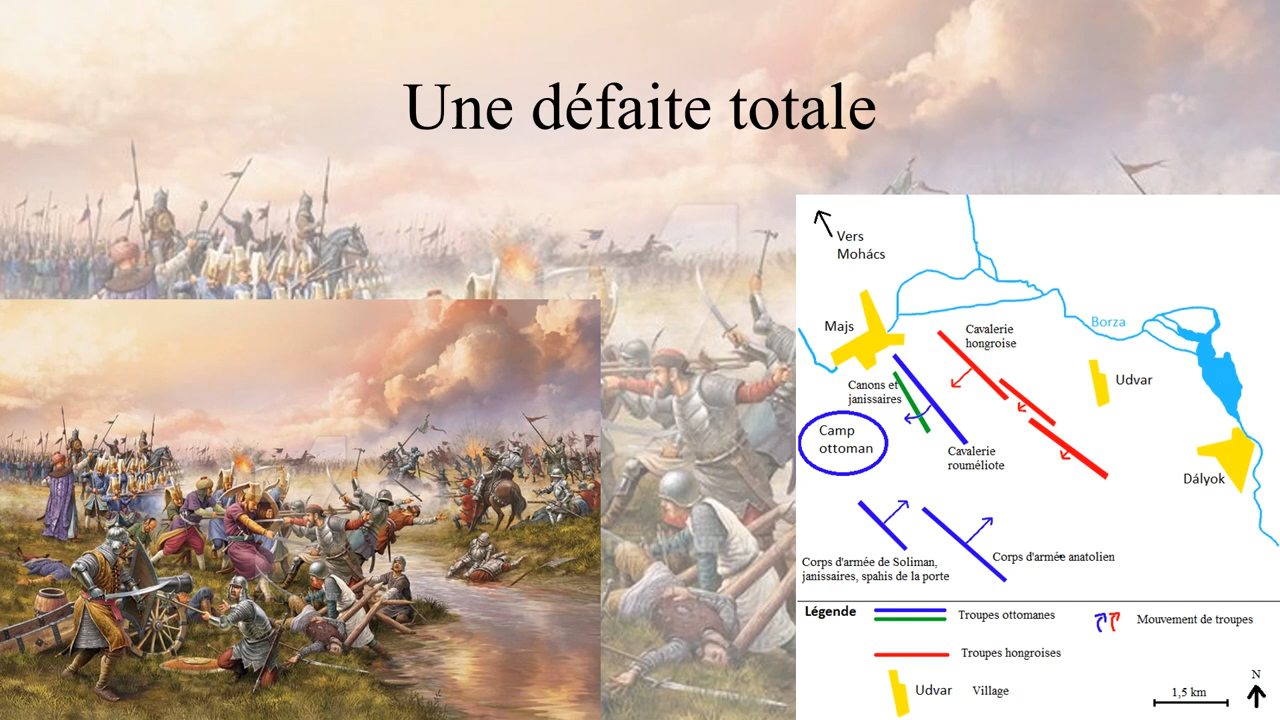 Une défaite totale
Vers
Mohács
Majs
Cavalerie
hongroise
Borza
Udvar
Canons et
janissaires
Camp
ottoman
Cavalerie
rouméliote
Dályok
Corps d'armée de Soliman,
janissaires, spahis de la porte
Corps d'armée anatolien
Légende
Troupes ottomanes
Mouvement de troupes
Troupes hongroises
Udvar
Village
1,5 km
N